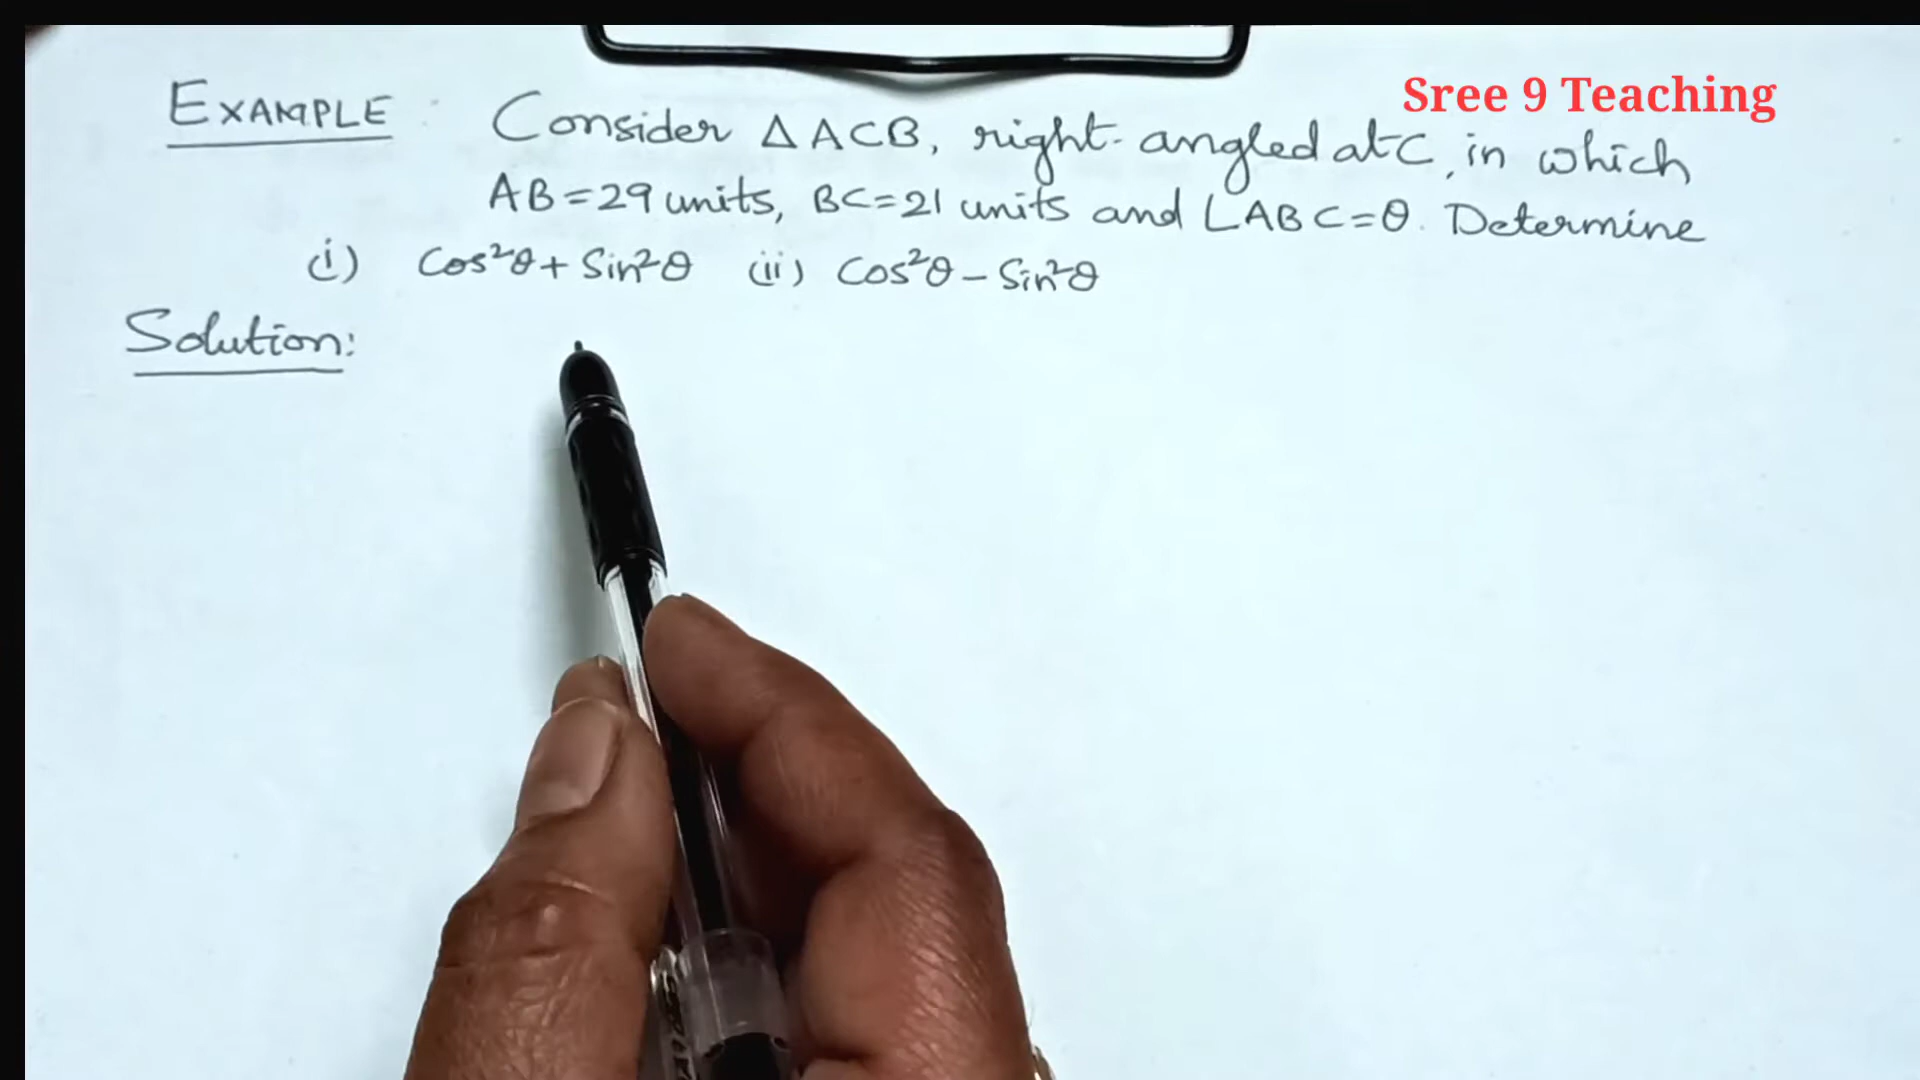 Sree 9 Teaching
EXAMPLE : Consider ΔACB, right-angled at C, in which
AB=29 units, BC=21 units and ∠ABC=θ. Determine
(i) Cos²θ + Sin²θ (ii) Cos²θ – Sin²θ
Solution: